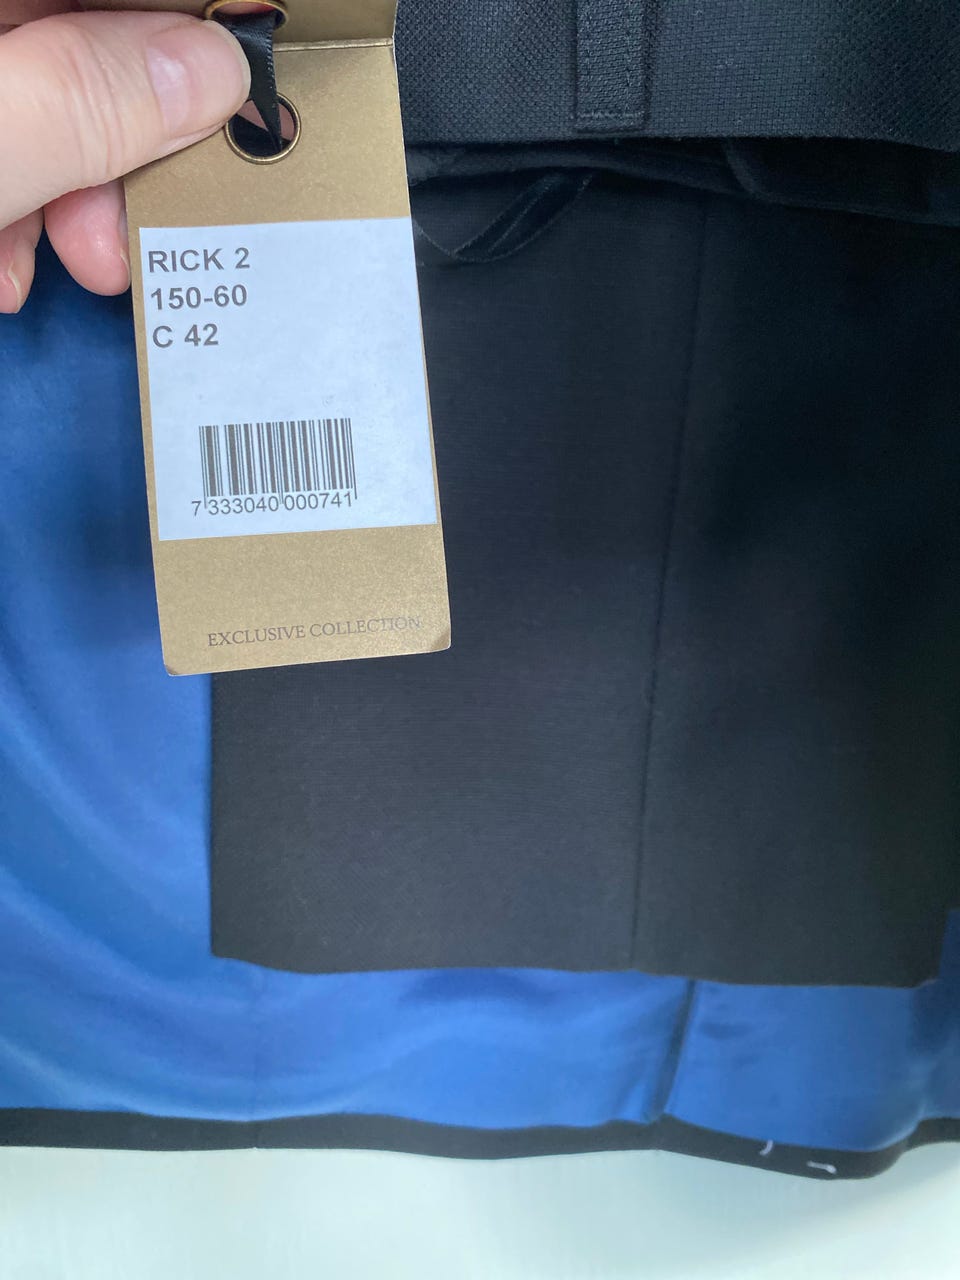 RICK 2
150-60
C 42
7 333040 000741
EXCLUSIVE COLLECTION